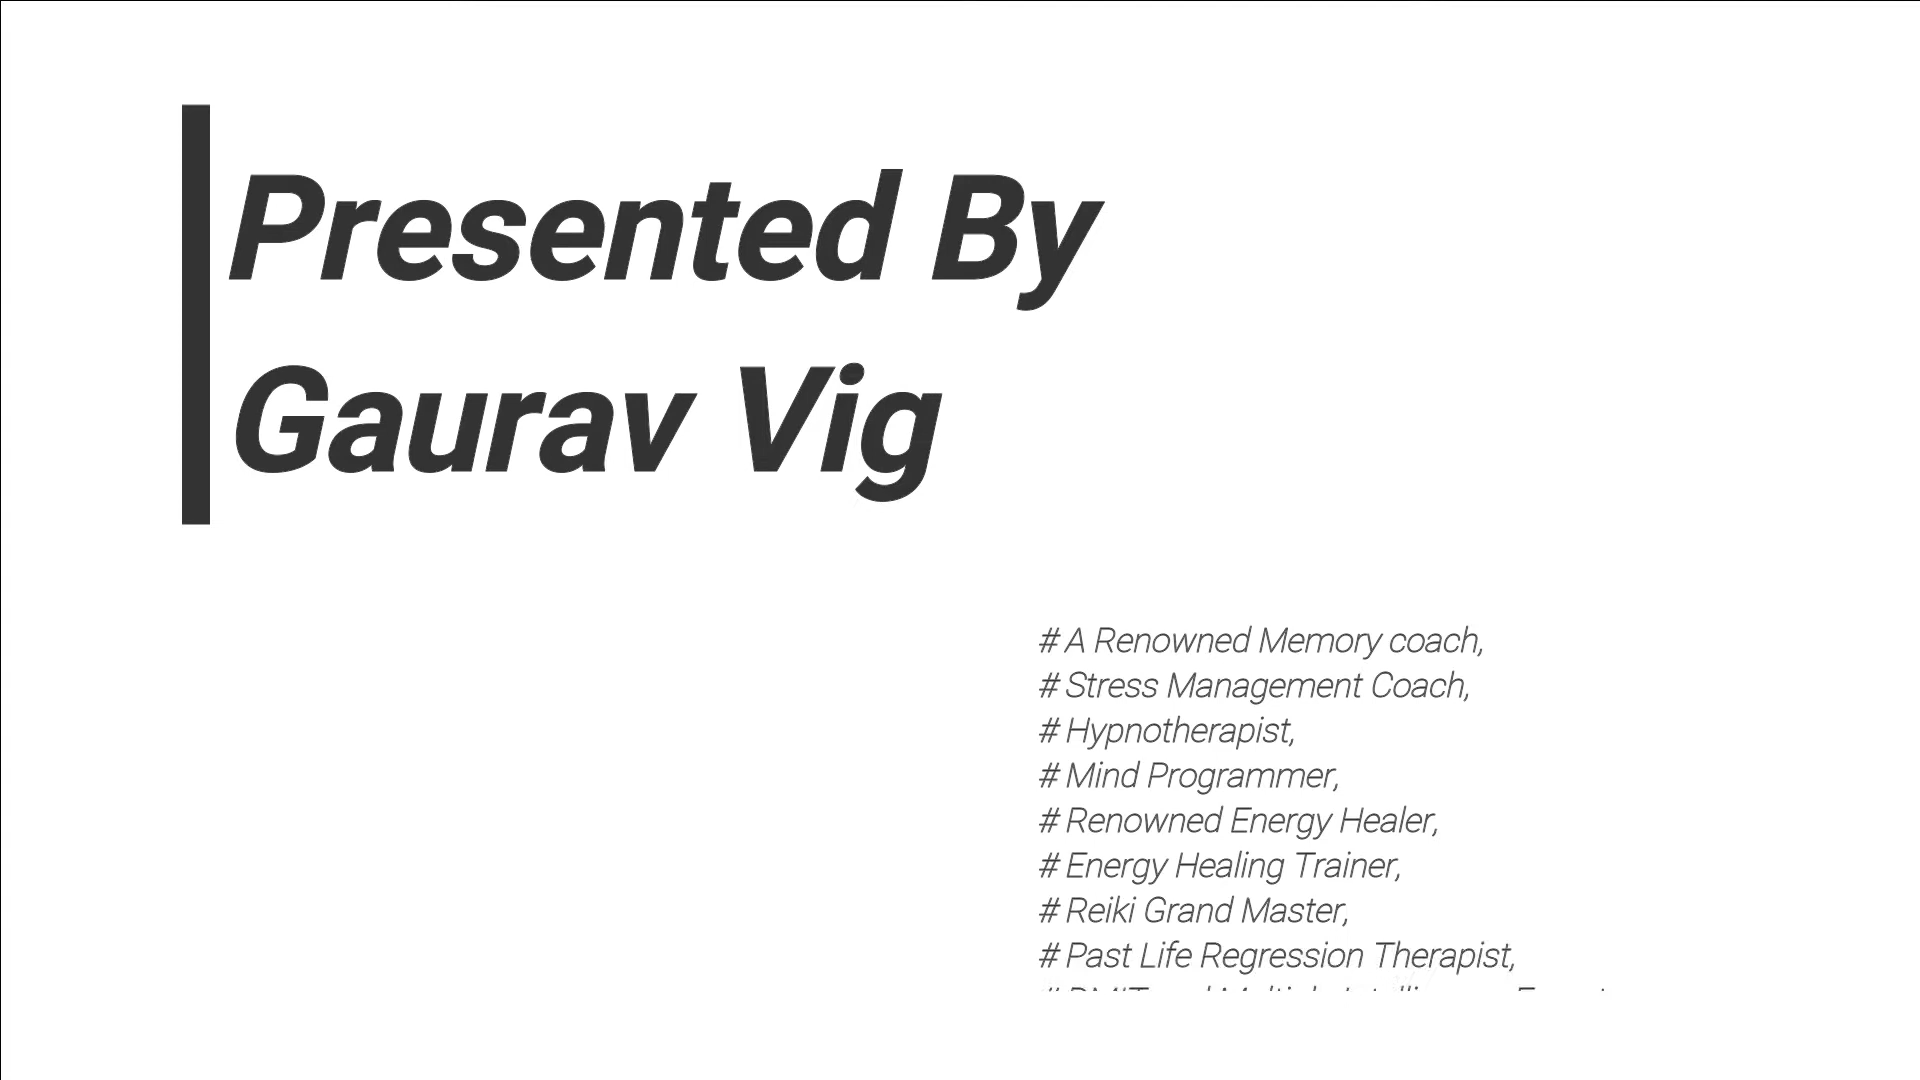 Presented By
Gaurav Vig
# A Renowned Memory coach,
# Stress Management Coach,
# Hypnotherapist,
# Mind Programmer,
# Renowned Energy Healer,
# Energy Healing Trainer,
# Reiki Grand Master,
# Past Life Regression Therapist,